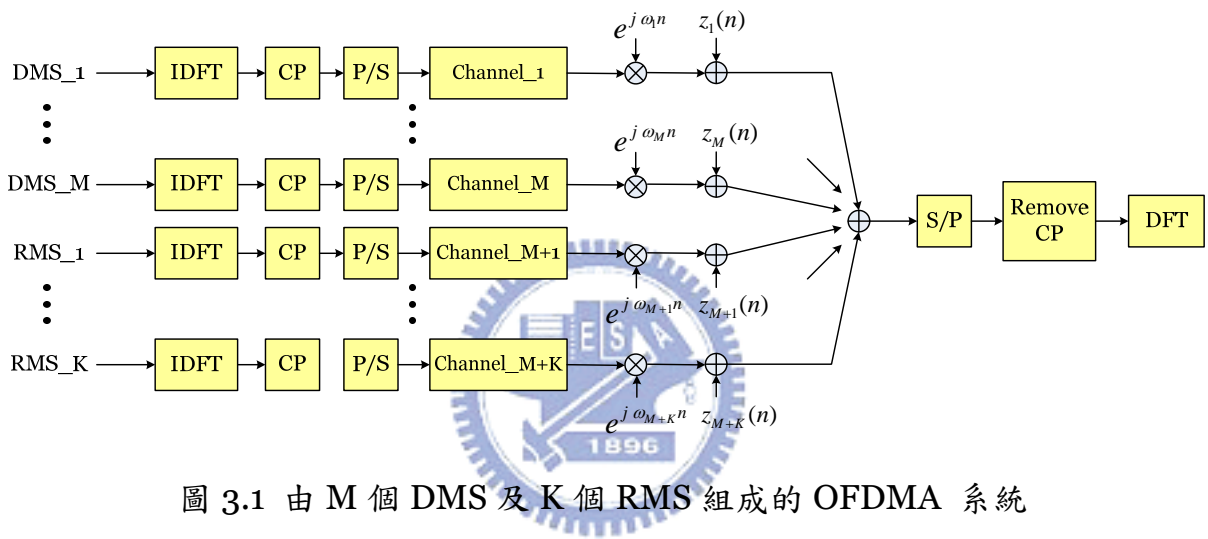 e^{jω_1 n} z_1(n)
DMS_1 IDFT CP P/S Channel_1
e^{jω_M n} z_M(n)
DMS_M IDFT CP P/S Channel_M
S/P Remove CP DFT
RMS_1 IDFT CP P/S Channel_M+1
e^{jω_{M+1} n} z_{M+1}(n)
RMS_K IDFT CP P/S Channel_M+K
e^{jω_{M+K} n} z_{M+K}(n)
ESA
1896
圖 3.1 由 M 個 DMS 及 K 個 RMS 組成的 OFDMA 系統